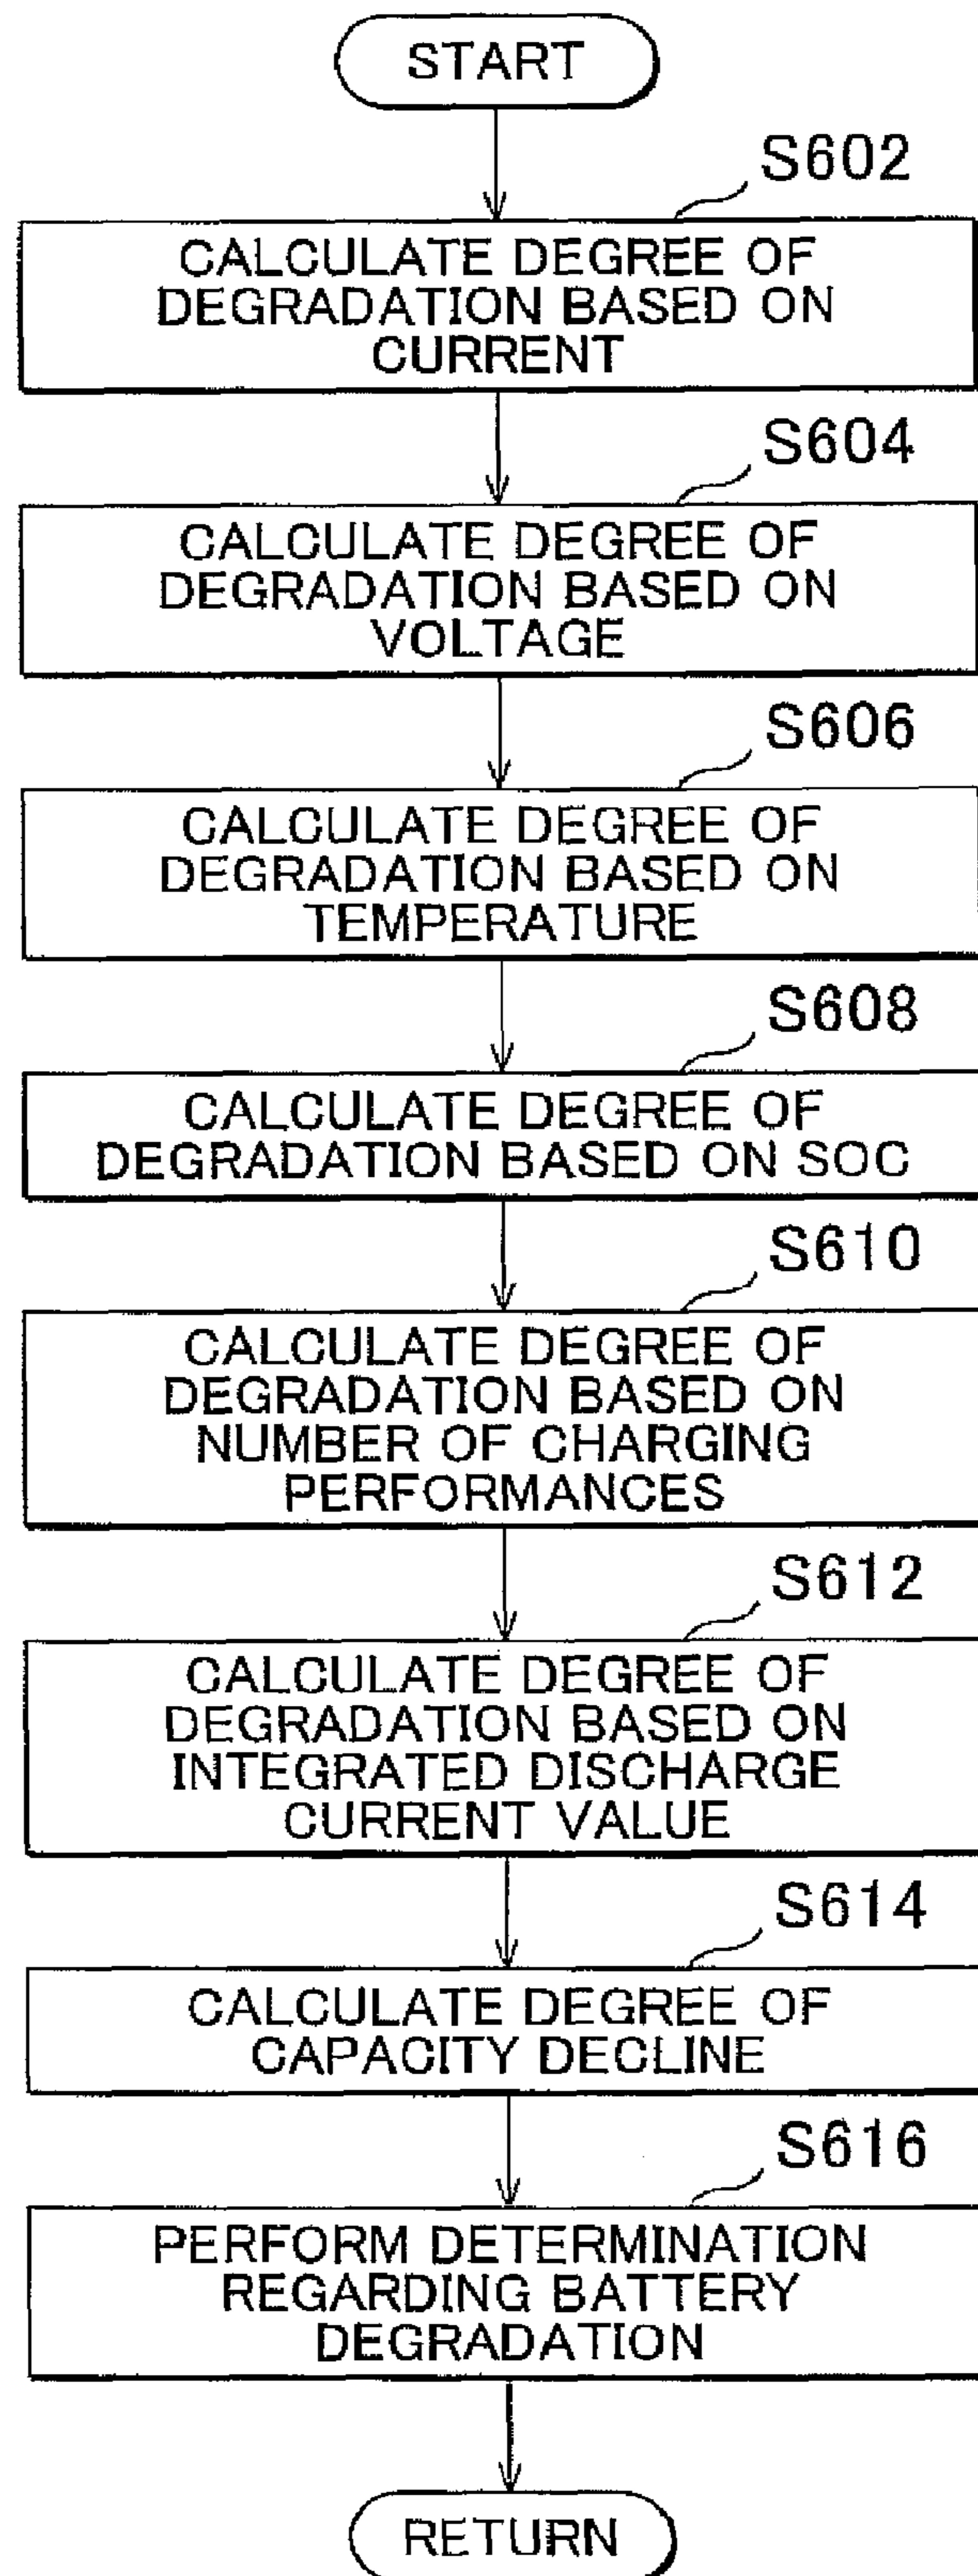 START
S602
CALCULATE DEGREE OF
DEGRADATION BASED ON
CURRENT
S604
CALCULATE DEGREE OF
DEGRADATION BASED ON
VOLTAGE
S606
CALCULATE DEGREE OF
DEGRADATION BASED ON
TEMPERATURE
S608
CALCULATE DEGREE OF
DEGRADATION BASED ON SOC
S610
CALCULATE DEGREE OF
DEGRADATION BASED ON
NUMBER OF CHARGING
PERFORMANCES
S612
CALCULATE DEGREE OF
DEGRADATION BASED ON
INTEGRATED DISCHARGE
CURRENT VALUE
S614
CALCULATE DEGREE OF
CAPACITY DECLINE
S616
PERFORM DETERMINATION
REGARDING BATTERY
DEGRADATION
RETURN